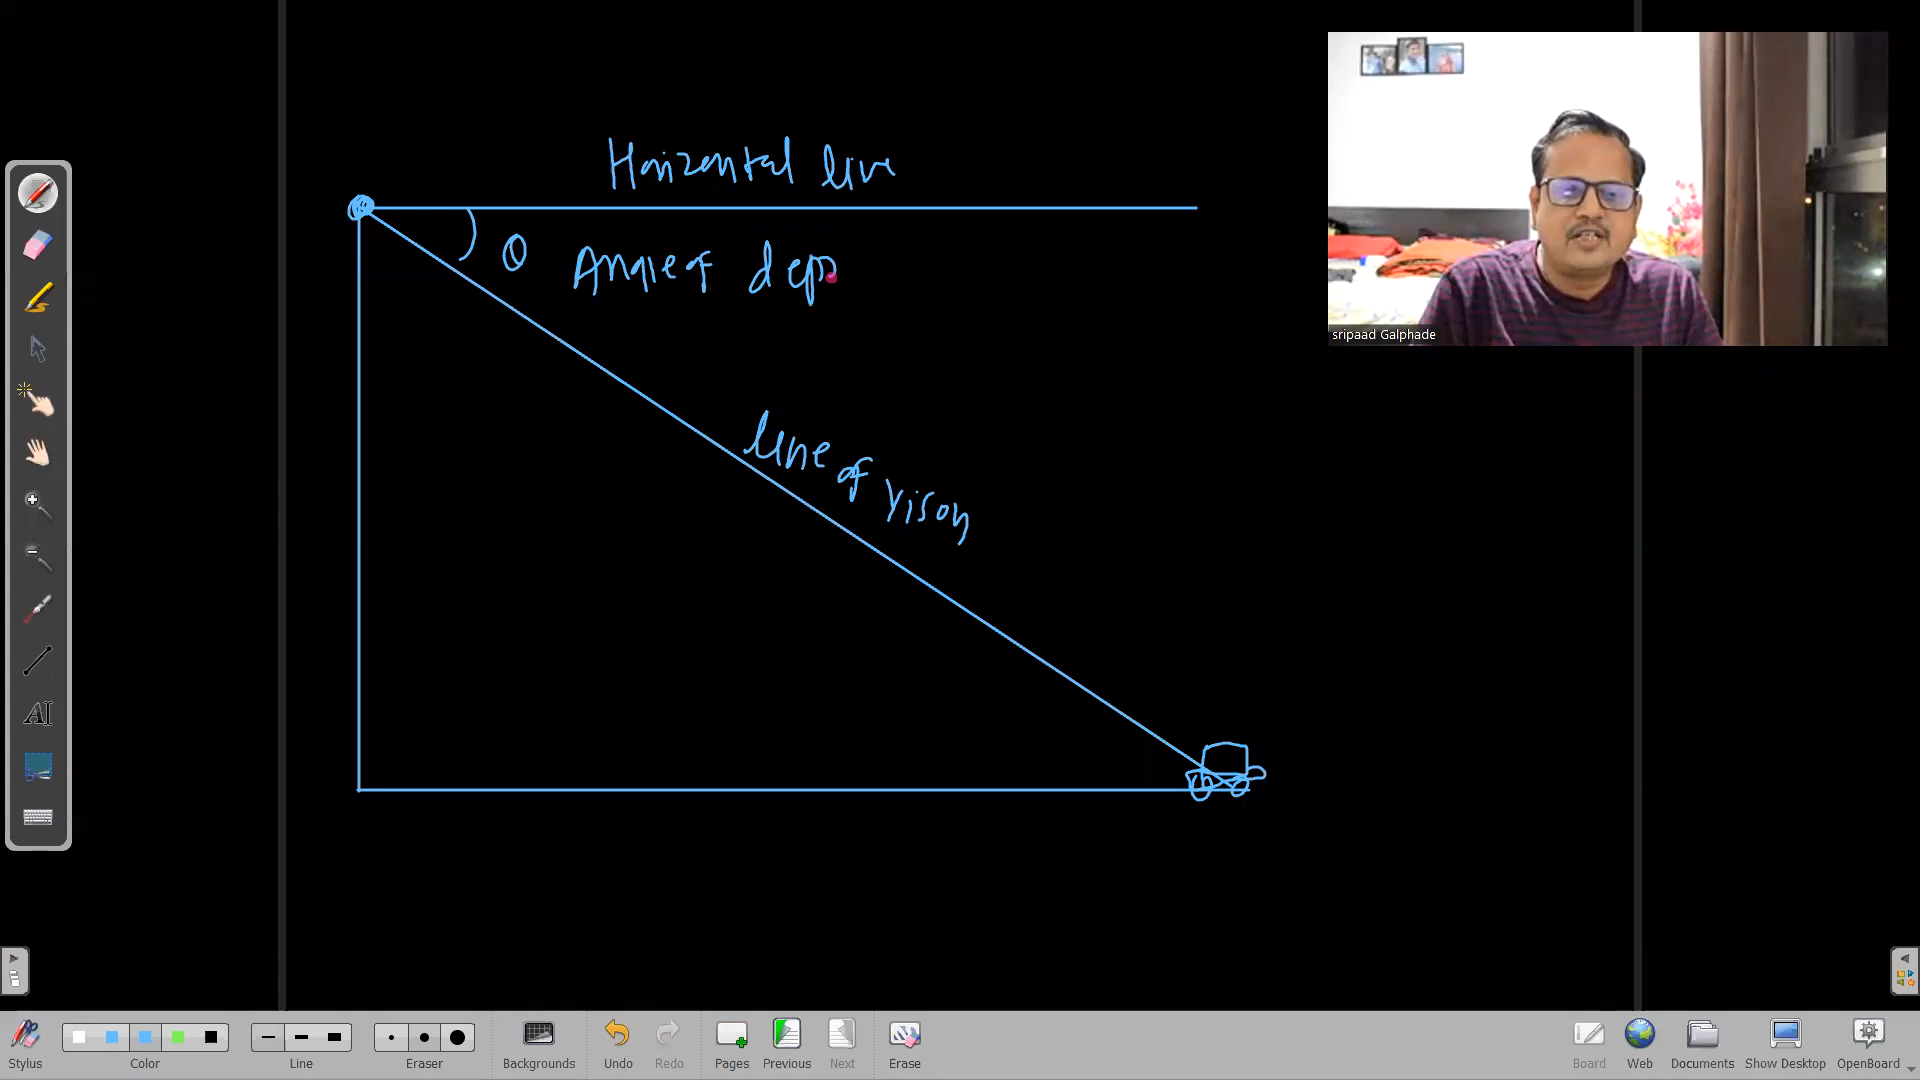 Horizontal line
θ Angle of dep
line of vison
sripaad Galphade
AI
Stylus Color Line Eraser Backgrounds Undo Redo Pages Previous Next Erase Board Web Documents Show Desktop OpenBoard